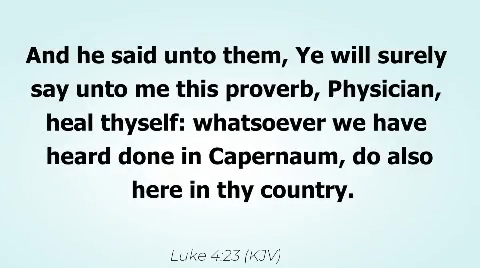 And he said unto them, Ye will surely
say unto me this proverb, Physician,
heal thyself: whatsoever we have
heard done in Capernaum, do also
here in thy country.
Luke 4:23 (KJV)